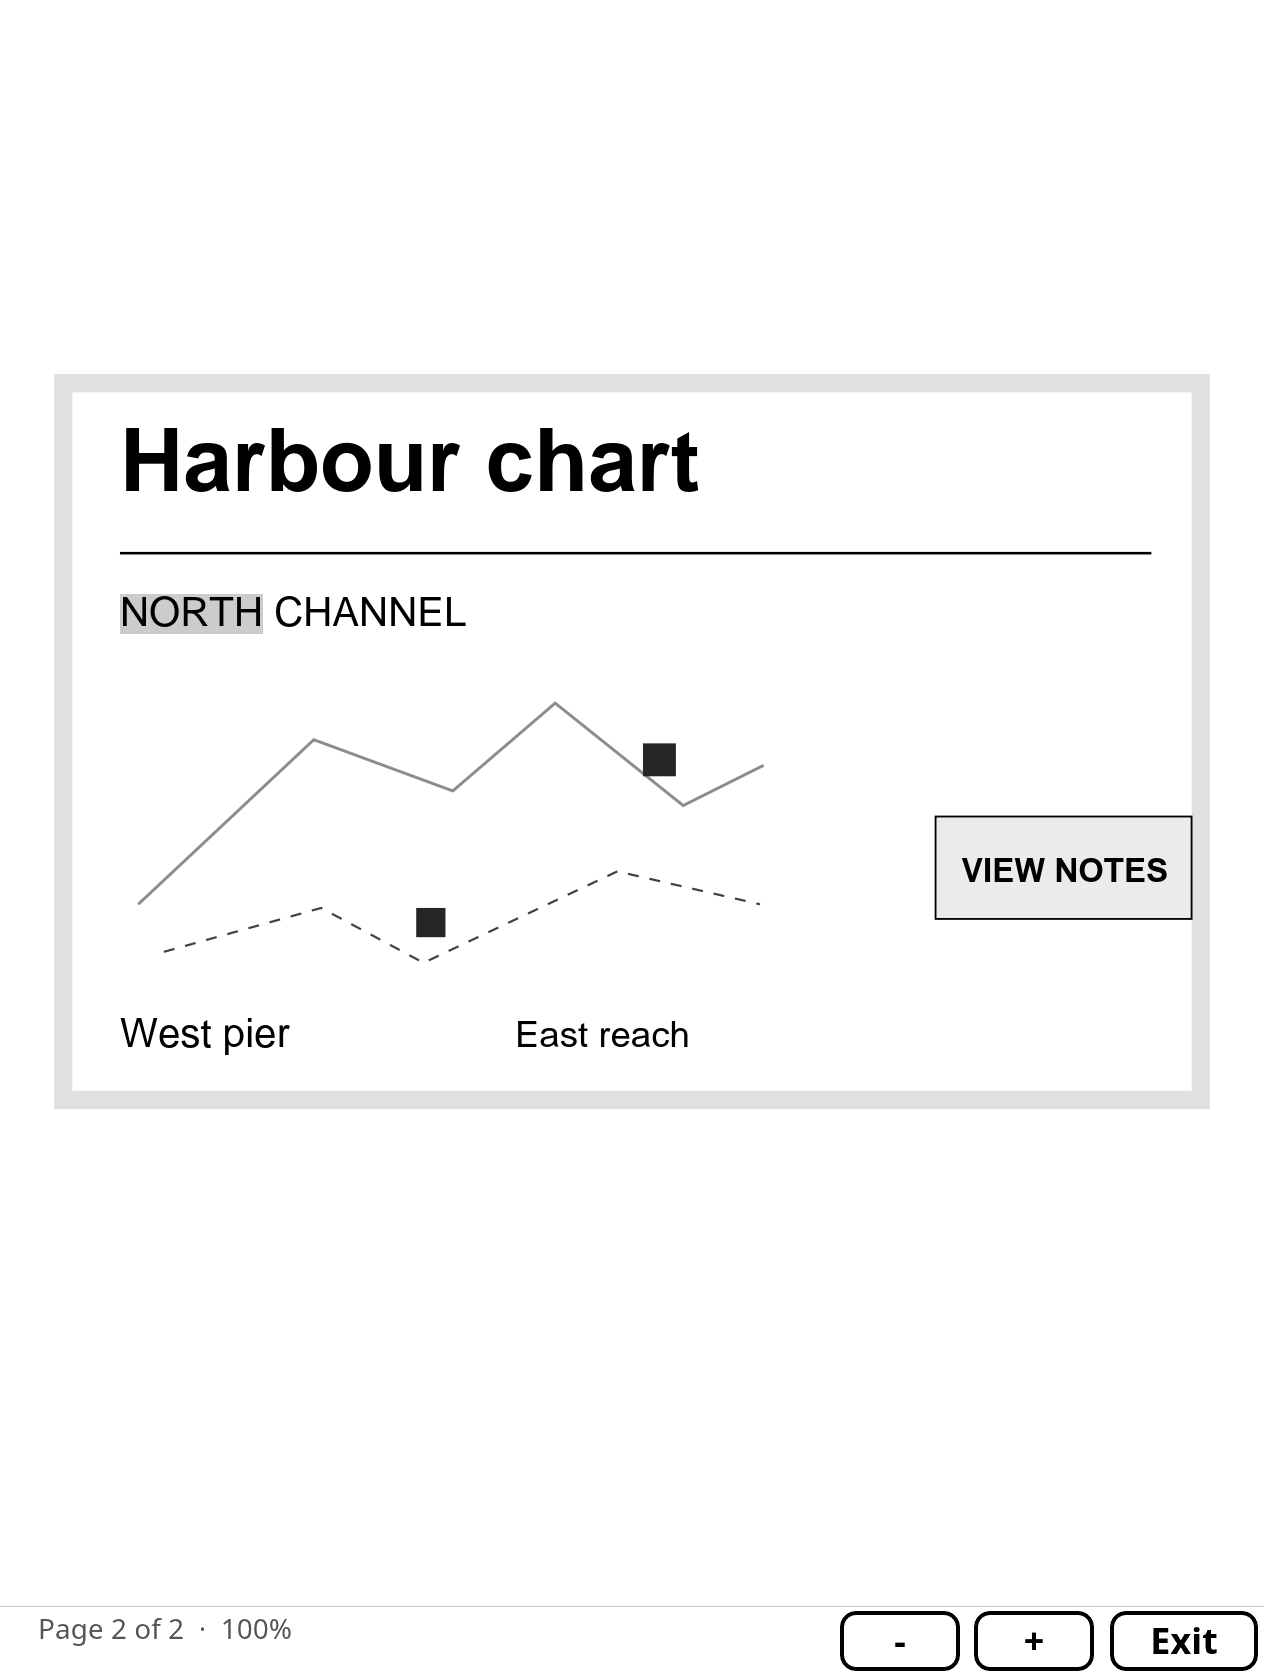 Harbour chart
NORTH CHANNEL
VIEW NOTES
West pier
East reach
Page 2 of 2 · 100%
-
+
Exit